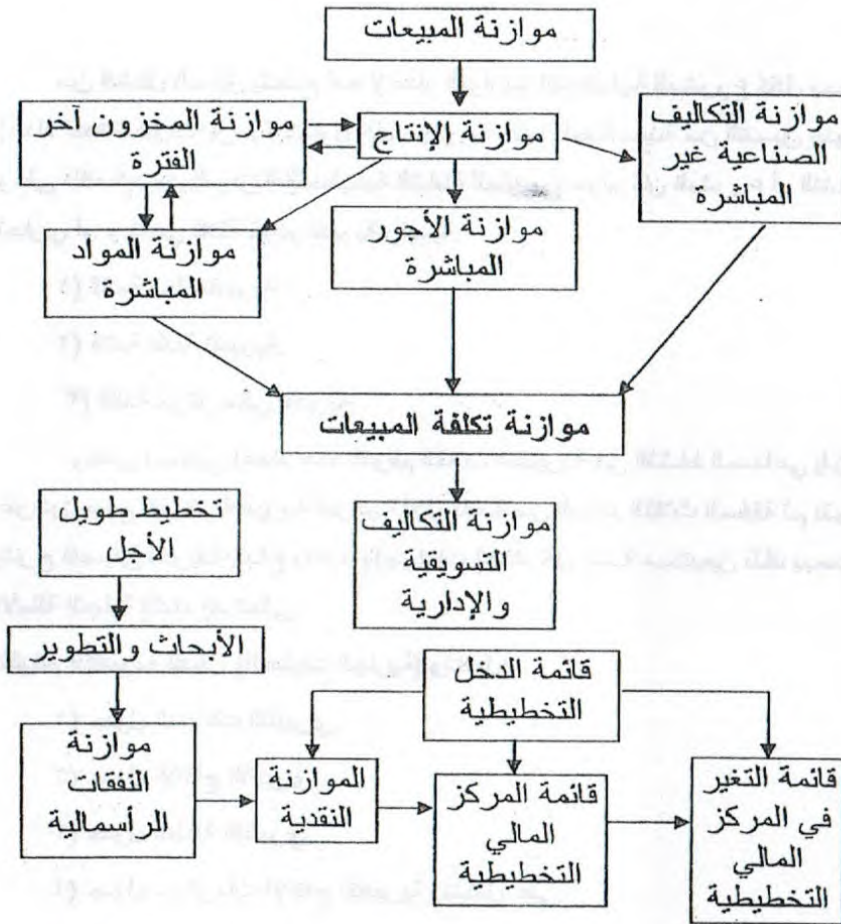 موازنة المبيعات
موازنة المخزون آخر
الفترة
موازنة الإنتاج
موازنة التكاليف
الصناعية غير
المباشرة
موازنة المواد
المباشرة
موازنة الأجور
المباشرة
موازنة تكلفة المبيعات
موازنة التكاليف
التسويقية
والإدارية
تخطيط طويل
الأجل
الأبحاث والتطوير
موازنة
النفقات
الرأسمالية
قائمة الدخل
التخطيطية
الموازنة
النقدية
قائمة المركز
المالي
التخطيطية
قائمة التغير
في المركز
المالي
التخطيطية